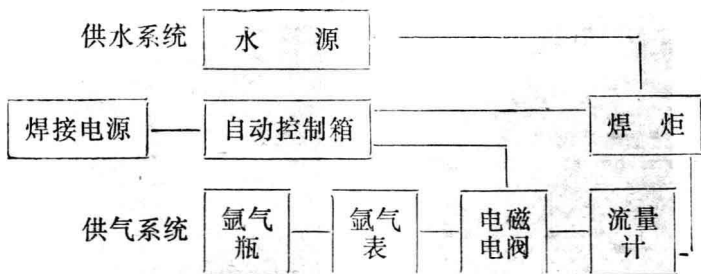 供水系统 水 源
焊接电源 自动控制箱 焊 炬
供气系统 氩气瓶 氩气表 电磁电阀 流量计